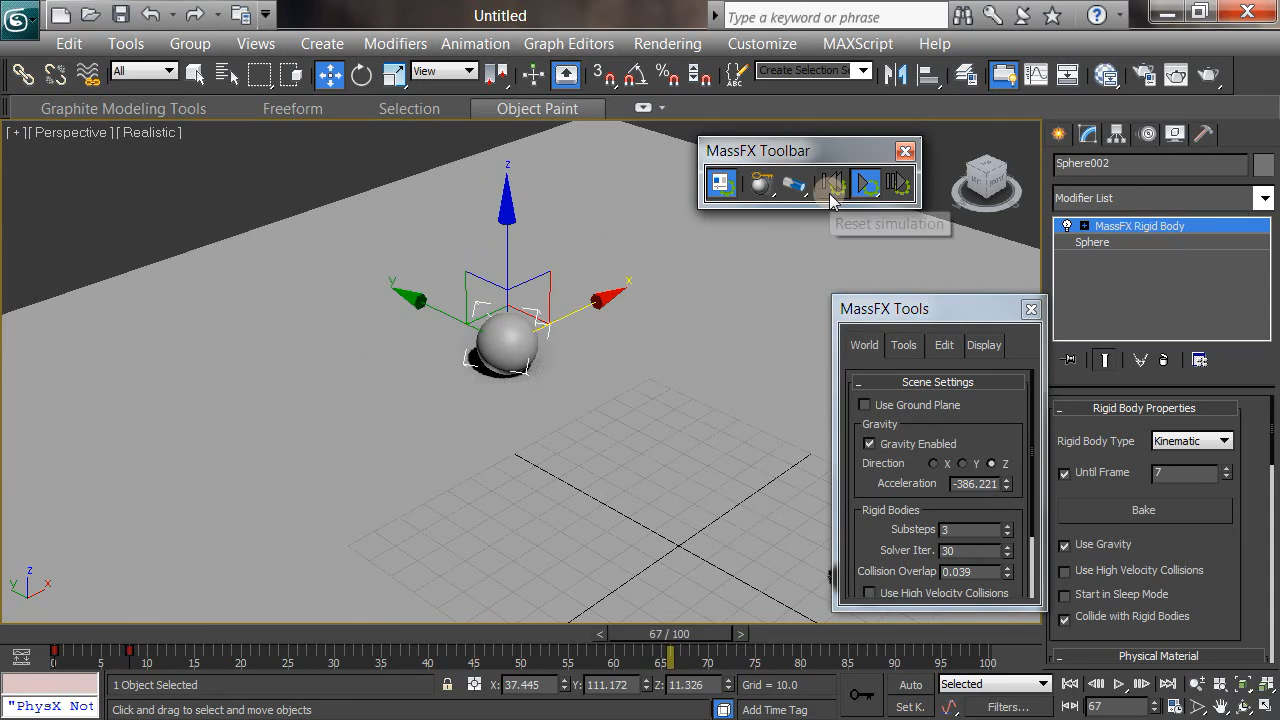 Untitled
Type a keyword or phrase
Edit Tools Group Views Create Modifiers Animation Graph Editors Rendering Customize MAXScript Help
All
View
3
ABC
Create Selection Se
Graphite Modeling Tools Freeform Selection Object Paint
[ + ][ Perspective ][ Realistic ]
MassFX Toolbar
Reset simulation
z
y
x
Sphere002
Modifier List
MassFX Rigid Body
Sphere
MassFX Tools
World Tools Edit Display
Scene Settings
Use Ground Plane
Gravity
Gravity Enabled
Direction X Y Z
Acceleration -386.221
Rigid Bodies
Substeps 3
Solver Iter. 30
Collision Overlap 0.039
Use High Velocity Collisions
Rigid Body Properties
Rigid Body Type Kinematic
Until Frame 7
Bake
Use Gravity
Use High Velocity Collisions
Start in Sleep Mode
Collide with Rigid Bodies
Physical Material
z
y x
< 67 / 100 >
0 5 10 15 20 25 30 35 40 45 50 55 60 65 70 75 80 85 90 95 100
1 Object Selected X: 37.445 Y: 111.172 Z: 11.326 Grid = 10.0 Auto Selected
"PhysX Not Click and drag to select and move objects Add Time Tag Set K. Filters... 67